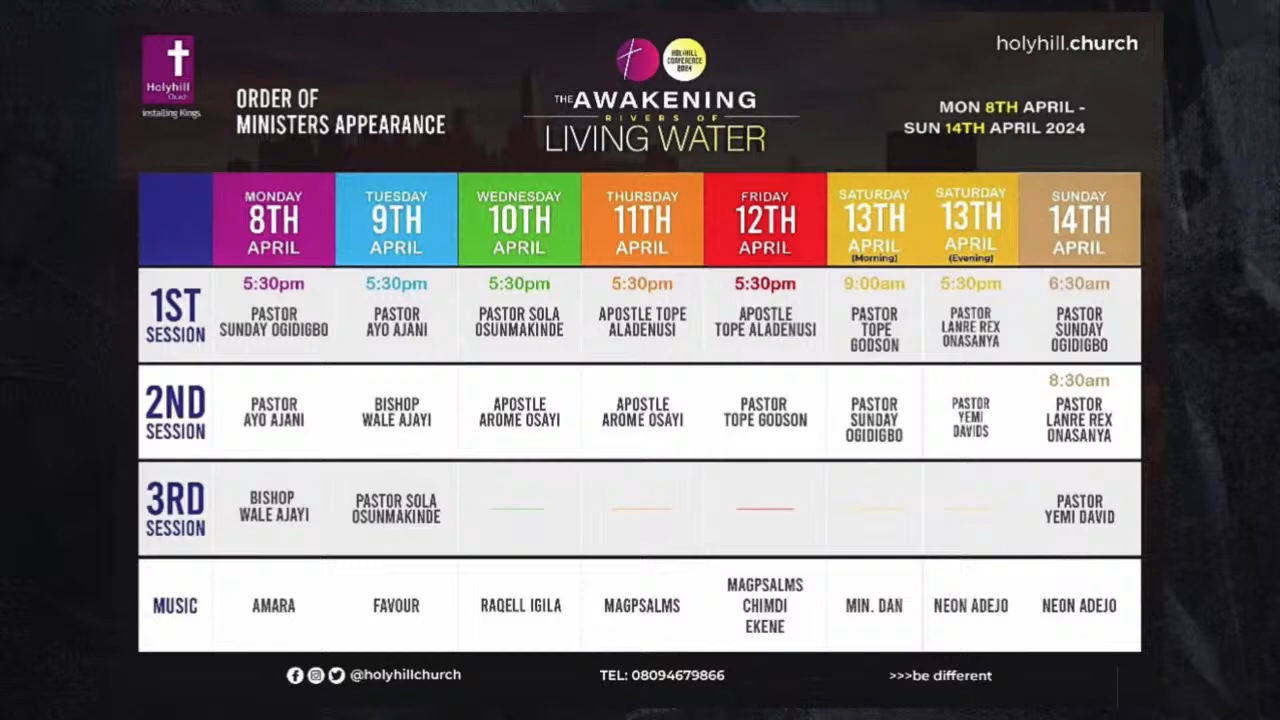 Holyhill
Church
installing Kings.
ORDER OF
MINISTERS APPEARANCE
HOLYHILL
CONFERENCE
2024
THE AWAKENING
RIVERS OF
LIVING WATER
holyhill.church
MON 8TH APRIL -
SUN 14TH APRIL 2024
MONDAY
8TH
APRIL
TUESDAY
9TH
APRIL
WEDNESDAY
10TH
APRIL
THURSDAY
11TH
APRIL
FRIDAY
12TH
APRIL
SATURDAY
13TH
APRIL
(Morning)
SATURDAY
13TH
APRIL
(Evening)
SUNDAY
14TH
APRIL
1ST
SESSION
5:30pm
PASTOR
SUNDAY OGIDIGBO
5:30pm
PASTOR
AYO AJANI
5:30pm
PASTOR SOLA
OSUNMAKINDE
5:30pm
APOSTLE TOPE
ALADENUSI
5:30pm
APOSTLE
TOPE ALADENUSI
9:00am
PASTOR
TOPE
GODSON
5:30pm
PASTOR
LANRE REX
ONASANYA
6:30am
PASTOR
SUNDAY
OGIDIGBO
2ND
SESSION
PASTOR
AYO AJANI
BISHOP
WALE AJAYI
APOSTLE
AROME OSAYI
APOSTLE
AROME OSAYI
PASTOR
TOPE GODSON
PASTOR
SUNDAY
OGIDIGBO
PASTOR
YEMI
DAVIDS
8:30am
PASTOR
LANRE REX
ONASANYA
3RD
SESSION
BISHOP
WALE AJAYI
PASTOR SOLA
OSUNMAKINDE
PASTOR
YEMI DAVID
MUSIC
AMARA
FAVOUR
RAQELL IGILA
MAGPSALMS
MAGPSALMS
CHIMDI
EKENE
MIN. DAN
NEON ADEJO
NEON ADEJO
@holyhillchurch
TEL: 08094679866
>>>be different